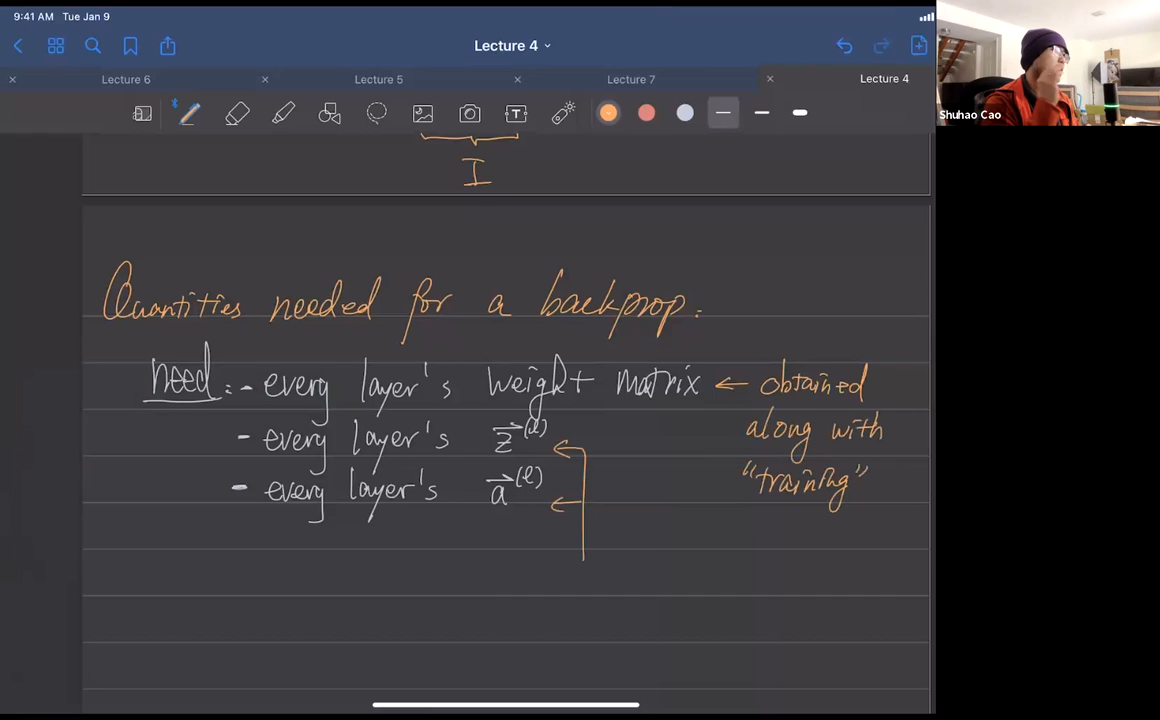 9:41 AM Tue Jan 9
Lecture 4
Lecture 6
Lecture 5
Lecture 7
Lecture 4
Shuhao Cao
I
Quantities needed for a backprop:
need: - every layer's weight matrix ← obtained
along with
"training"
- every layer's z⃗^(l)
- every layer's a⃗^(l)